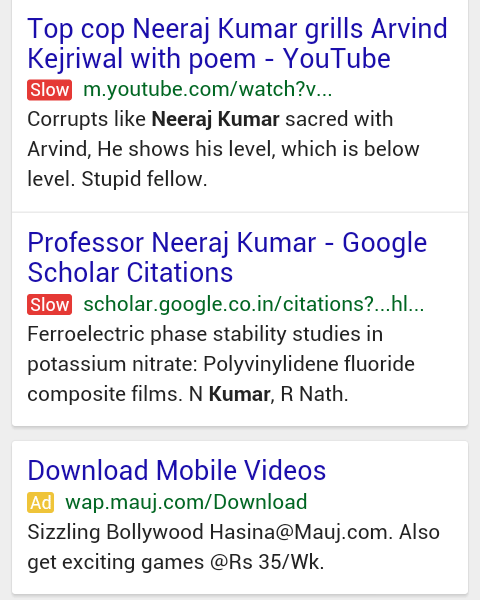 Top cop Neeraj Kumar grills Arvind
Kejriwal with poem - YouTube
Slow m.youtube.com/watch?v...
Corrupts like Neeraj Kumar sacred with
Arvind, He shows his level, which is below
level. Stupid fellow.
Professor Neeraj Kumar - Google
Scholar Citations
Slow scholar.google.co.in/citations?...hl...
Ferroelectric phase stability studies in
potassium nitrate: Polyvinylidene fluoride
composite films. N Kumar, R Nath.
Download Mobile Videos
Ad wap.mauj.com/Download
Sizzling Bollywood Hasina@Mauj.com. Also
get exciting games @Rs 35/Wk.